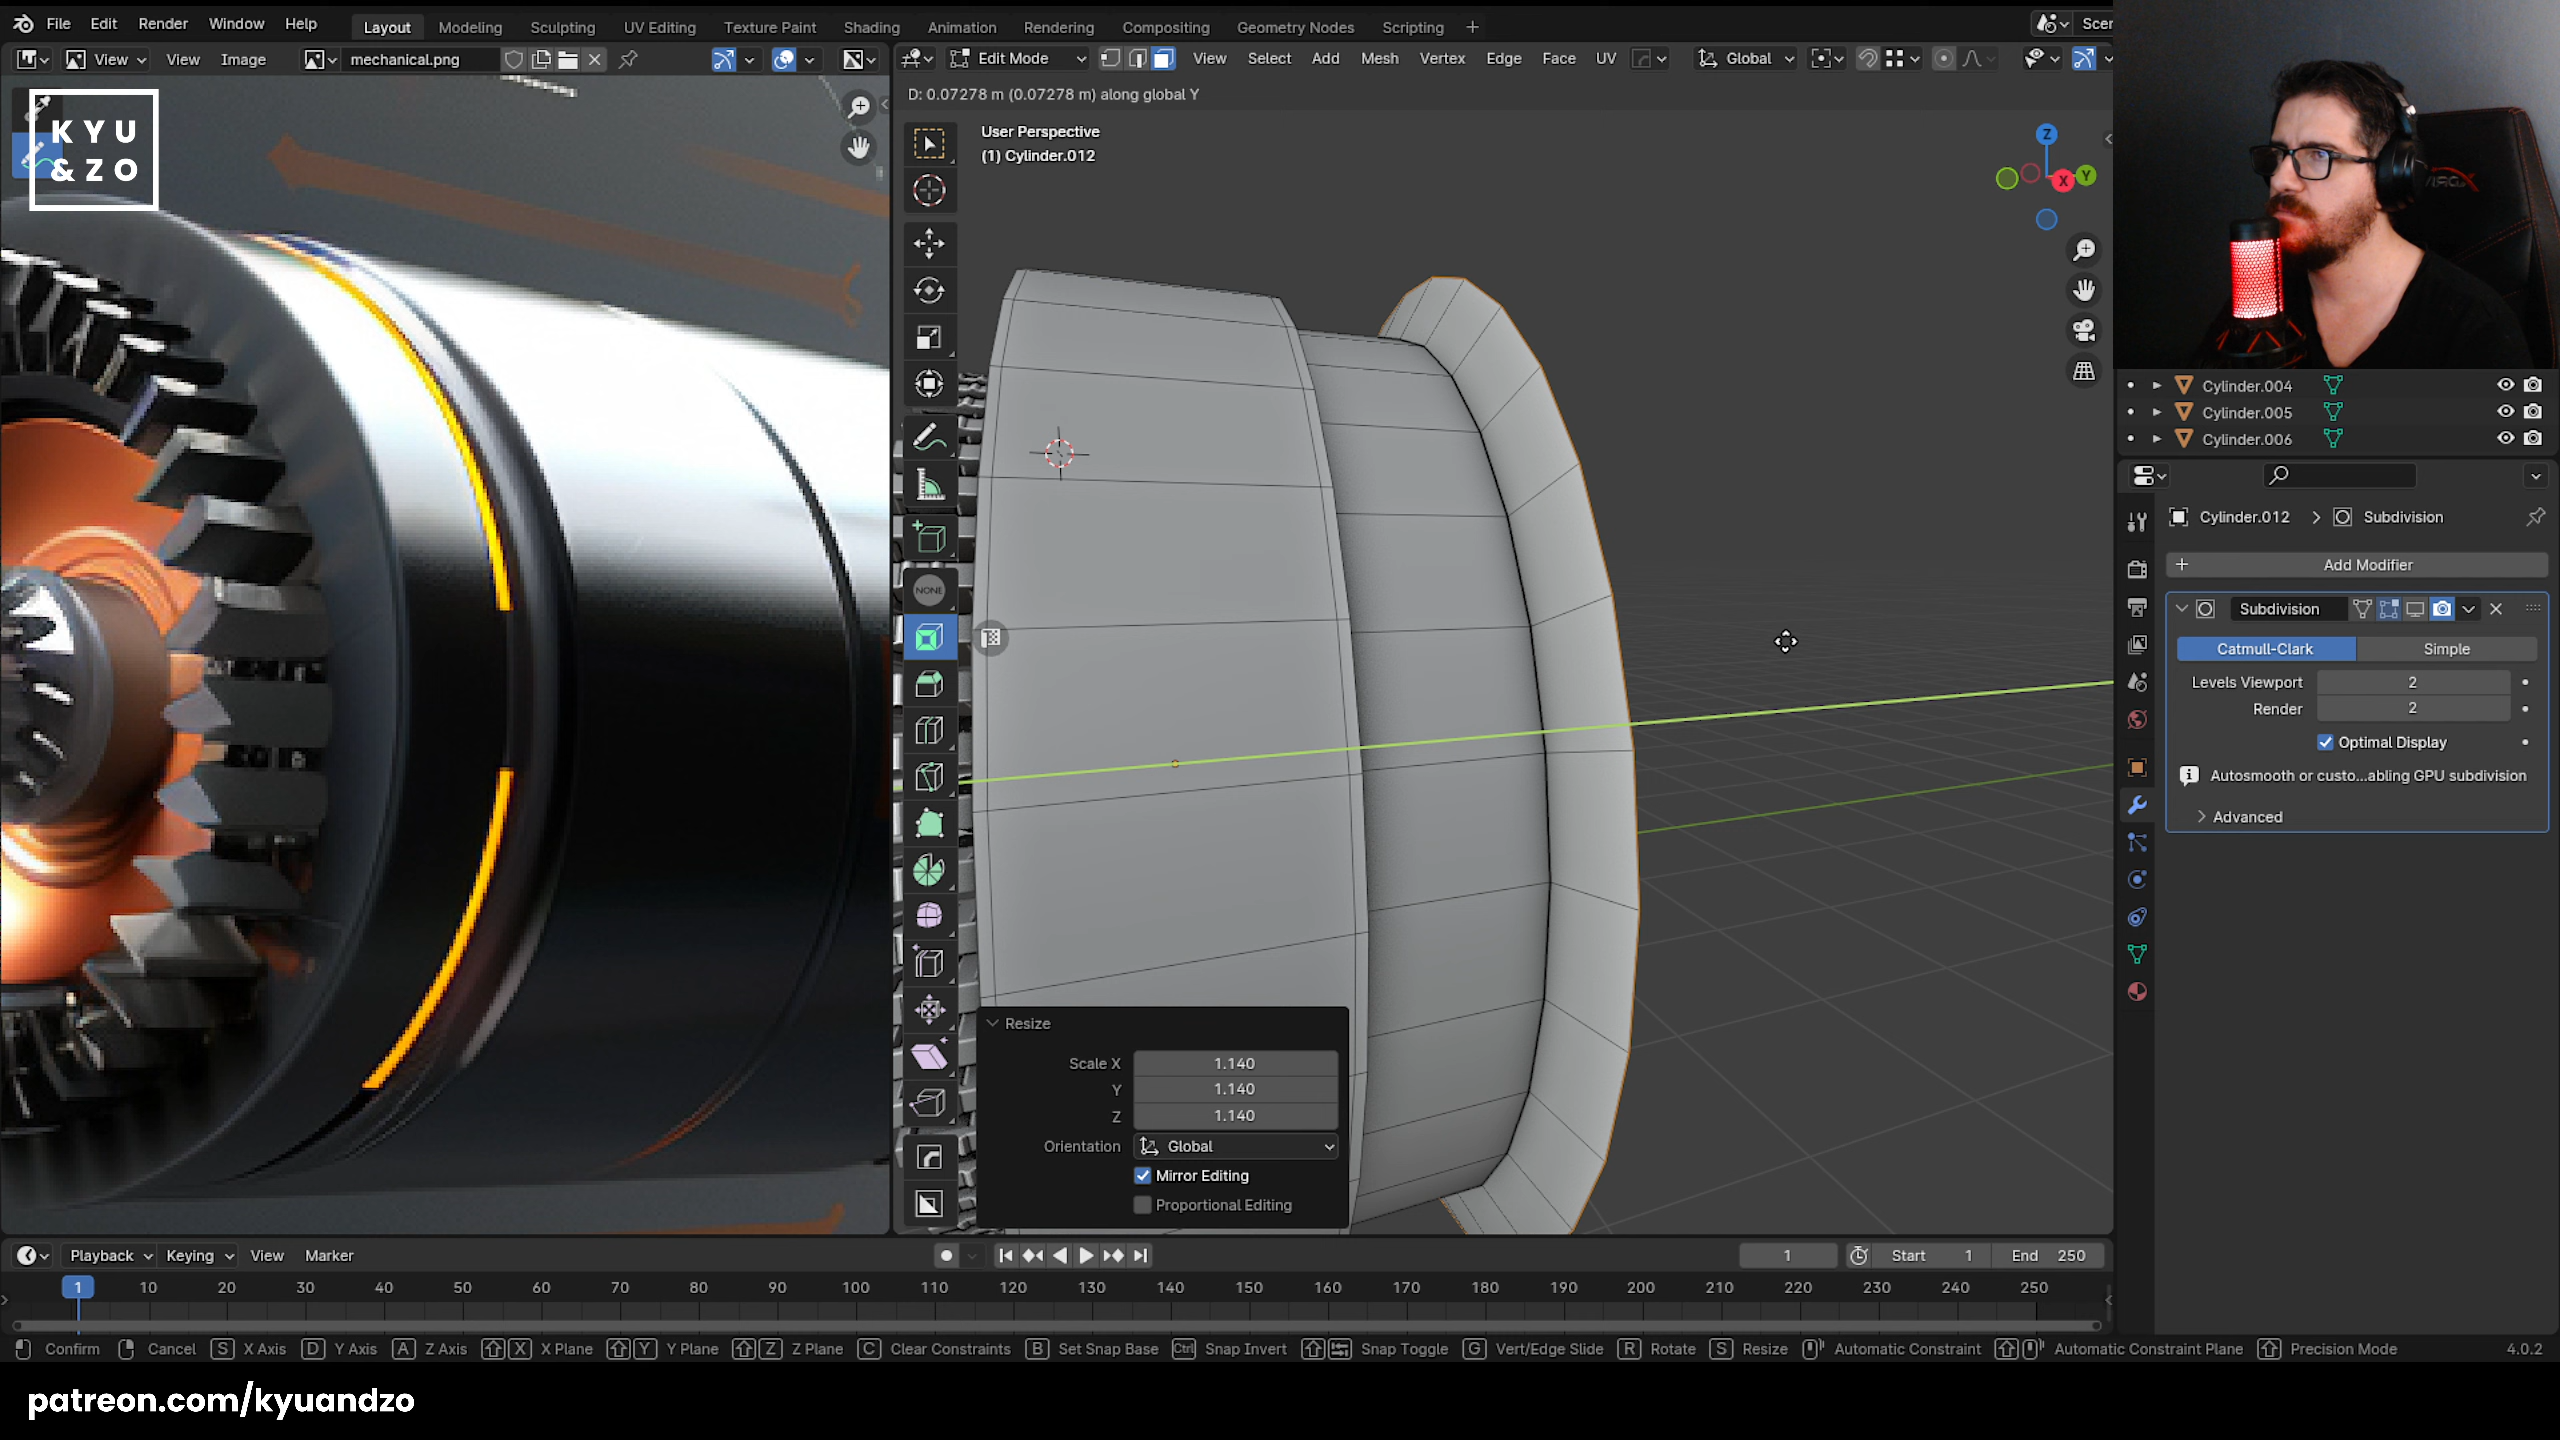 File Edit Render Window Help Layout Modeling Sculpting UV Editing Texture Paint Shading Animation Rendering Compositing Geometry Nodes Scripting + Scer
View View Image mechanical.png Edit Mode View Select Add Mesh Vertex Edge Face UV Global
D: 0.07278 m (0.07278 m) along global Y
KYU
&ZO
User Perspective
(1) Cylinder.012
Z
X
Y
NONE
Cylinder.004
Cylinder.005
Cylinder.006
Cylinder.012 > Subdivision
+ Add Modifier
Subdivision
Catmull-Clark Simple
Levels Viewport 2
Render 2
Optimal Display
Autosmooth or custo...abling GPU subdivision
Advanced
Resize
Scale X 1.140
Y 1.140
Z 1.140
Orientation Global
Mirror Editing
Proportional Editing
Playback Keying View Marker 1 Start 1 End 250
1 10 20 30 40 50 60 70 80 90 100 110 120 130 140 150 160 170 180 190 200 210 220 230 240 250
Confirm Cancel S X Axis D Y Axis A Z Axis X X Plane Y Y Plane Z Z Plane C Clear Constraints B Set Snap Base Ctrl Snap Invert Snap Toggle G Vert/Edge Slide R Rotate S Resize Automatic Constraint Automatic Constraint Plane Precision Mode 4.0.2
patreon.com/kyuandzo